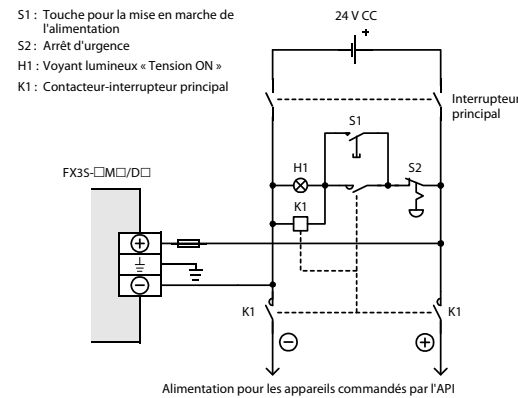 S1 : Touche pour la mise en marche de
l'alimentation
S2 : Arrêt d'urgence
H1 : Voyant lumineux « Tension ON »
K1 : Contacteur-interrupteur principal
24 V CC
+
Interrupteur
principal
S1
FX3S-□M□/D□
H1
S2
K1
K1
K1
Alimentation pour les appareils commandés par l'API